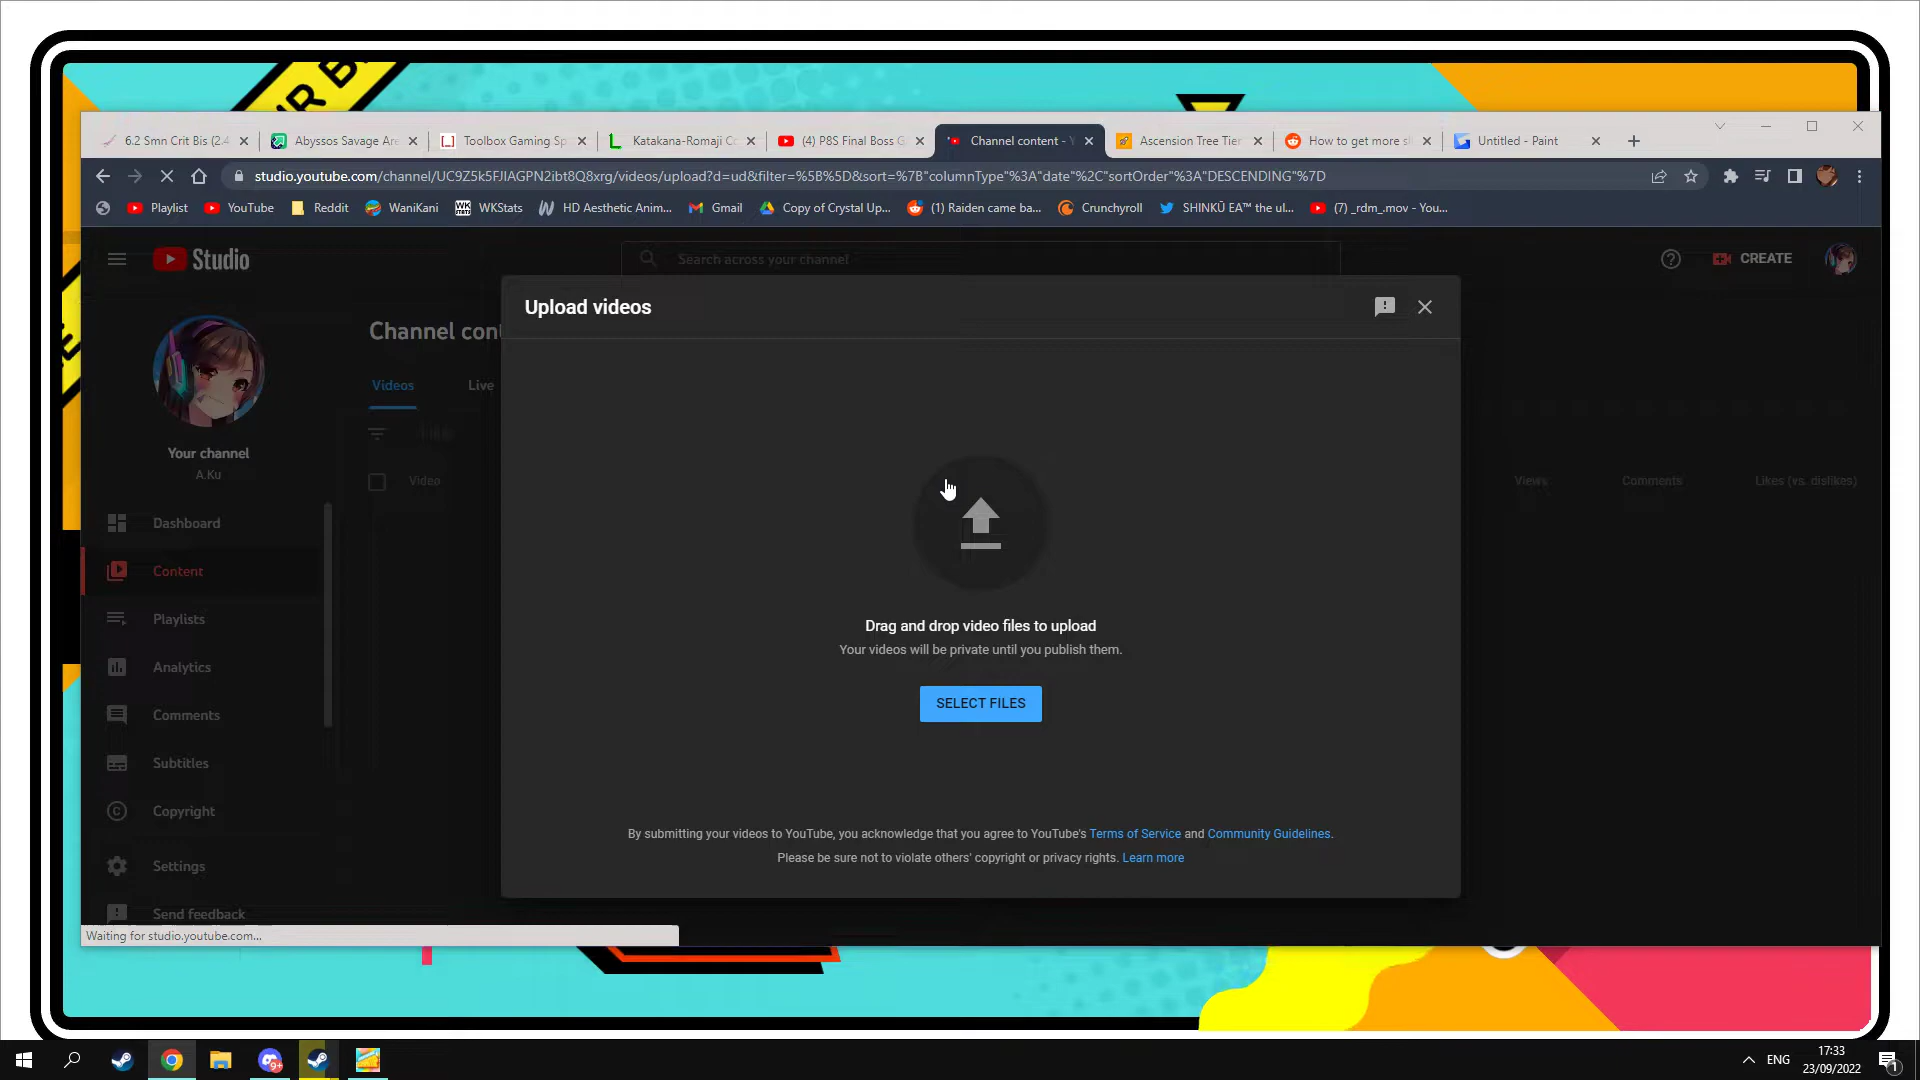 6.2 Smn Crit Bis (2.4
Abyssos Savage Are
Toolbox Gaming Sp
Katakana-Romaji Co
(4) P8S Final Boss G
Channel content - Y
Ascension Tree Tier
How to get more sl
Untitled - Paint
studio.youtube.com/channel/UC9Z5k5FJIAGPN2ibt8Q8xrg/videos/upload?d=ud&filter=%5B%5D&sort=%7B"columnType"%3A"date"%2C"sortOrder"%3A"DESCENDING"%7D
Playlist
YouTube
Reddit
WaniKani
WK
WKStats
HD Aesthetic Anim...
Gmail
Copy of Crystal Up...
(1) Raiden came ba...
Crunchyroll
SHINKŪ EA™ the ul...
(7) _rdm_.mov - You...
Studio
Search across your channel
CREATE
Upload videos
Channel con
Videos
Live
Filter
Your channel
A.Ku
Video
Views
Comments
Likes (vs. dislikes)
Dashboard
Content
Playlists
Analytics
Comments
Subtitles
Copyright
Settings
Send feedback
Drag and drop video files to upload
Your videos will be private until you publish them.
SELECT FILES
By submitting your videos to YouTube, you acknowledge that you agree to YouTube's Terms of Service and Community Guidelines.
Please be sure not to violate others' copyright or privacy rights. Learn more
Waiting for studio.youtube.com...
9+
ENG
17:33
23/09/2022
1